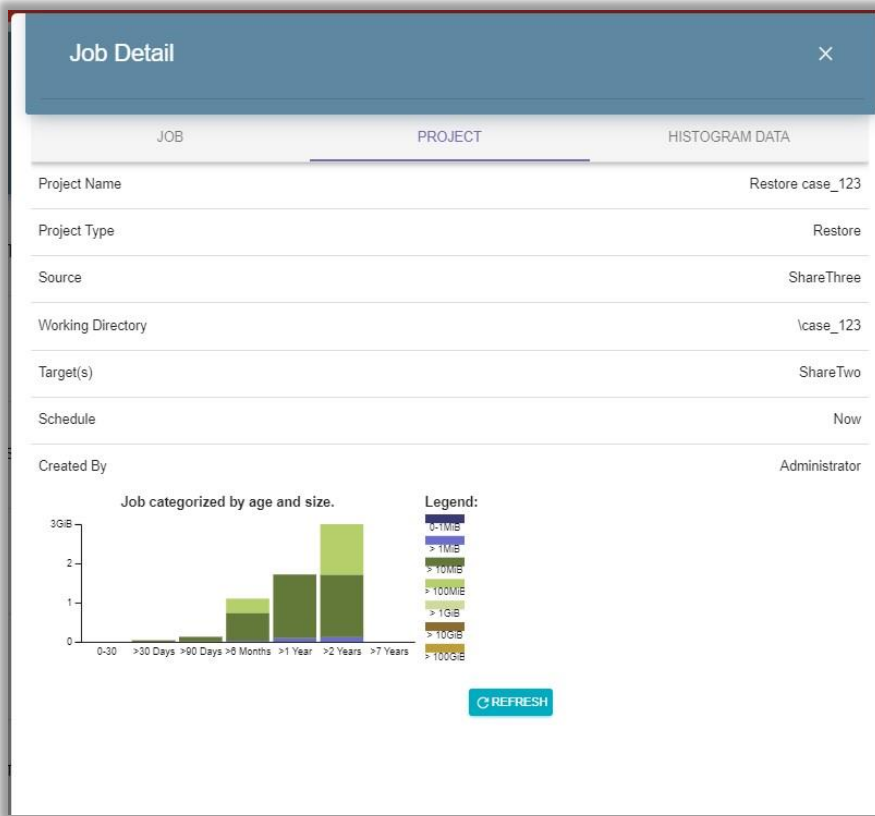 Job Detail
JOB PROJECT HISTOGRAM DATA
Project Name Restore case_123
Project Type Restore
Source ShareThree
Working Directory \case_123
Target(s) ShareTwo
Schedule Now
Created By Administrator
Job categorized by age and size. Legend:
3GiB
2
1
0
0-30 >30 Days >90 Days >6 Months >1 Year >2 Years >7 Years
0-1MiB
> 1MiB
> 10MiB
> 100MiB
> 1GiB
> 10GiB
> 100GiB
REFRESH